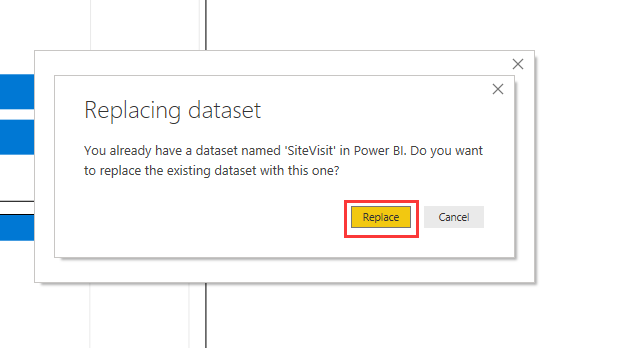 Replacing dataset
You already have a dataset named 'SiteVisit' in Power BI. Do you want
to replace the existing dataset with this one?
Replace
Cancel